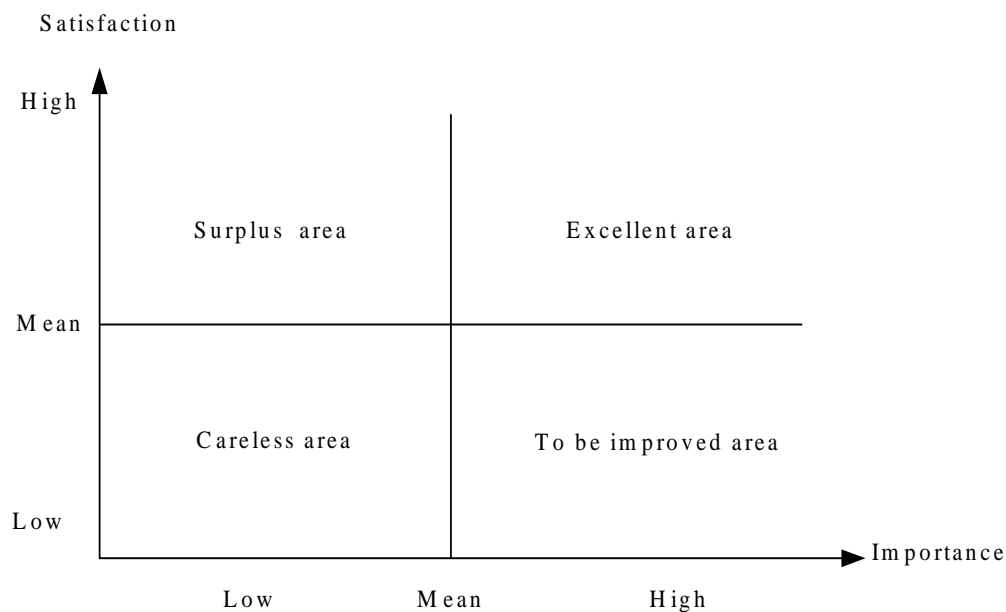 Satisfaction
High
Surplus area
Excellent area
Mean
Careless area
To be improved area
Low
Importance
Low
Mean
High